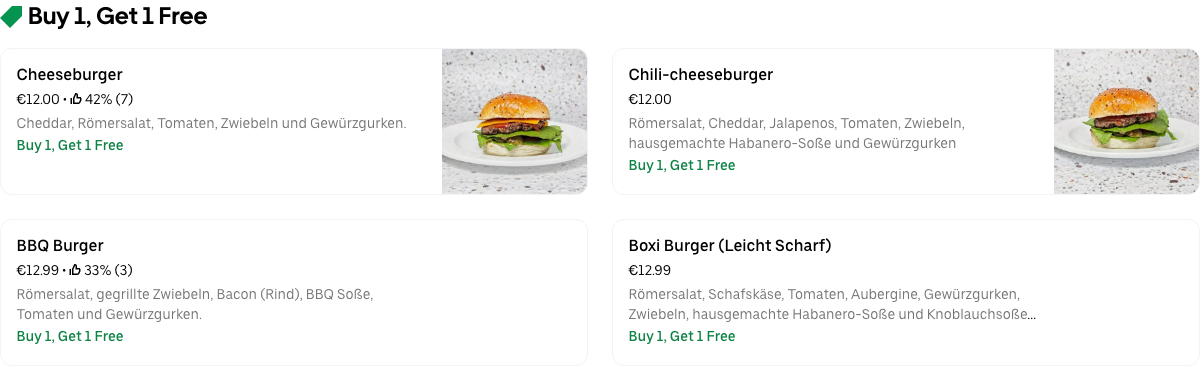 Buy 1, Get 1 Free
Cheeseburger
€12.00 • 42% (7)
Cheddar, Römersalat, Tomaten, Zwiebeln und Gewürzgurken.
Buy 1, Get 1 Free
Chili-cheeseburger
€12.00
Römersalat, Cheddar, Jalapenos, Tomaten, Zwiebeln,
hausgemachte Habanero-Soße und Gewürzgurken
Buy 1, Get 1 Free
BBQ Burger
€12.99 • 33% (3)
Römersalat, gegrillte Zwiebeln, Bacon (Rind), BBQ Soße,
Tomaten und Gewürzgurken.
Buy 1, Get 1 Free
Boxi Burger (Leicht Scharf)
€12.99
Römersalat, Schafskäse, Tomaten, Aubergine, Gewürzgurken,
Zwiebeln, hausgemachte Habanero-Soße und Knoblauchsoße...
Buy 1, Get 1 Free